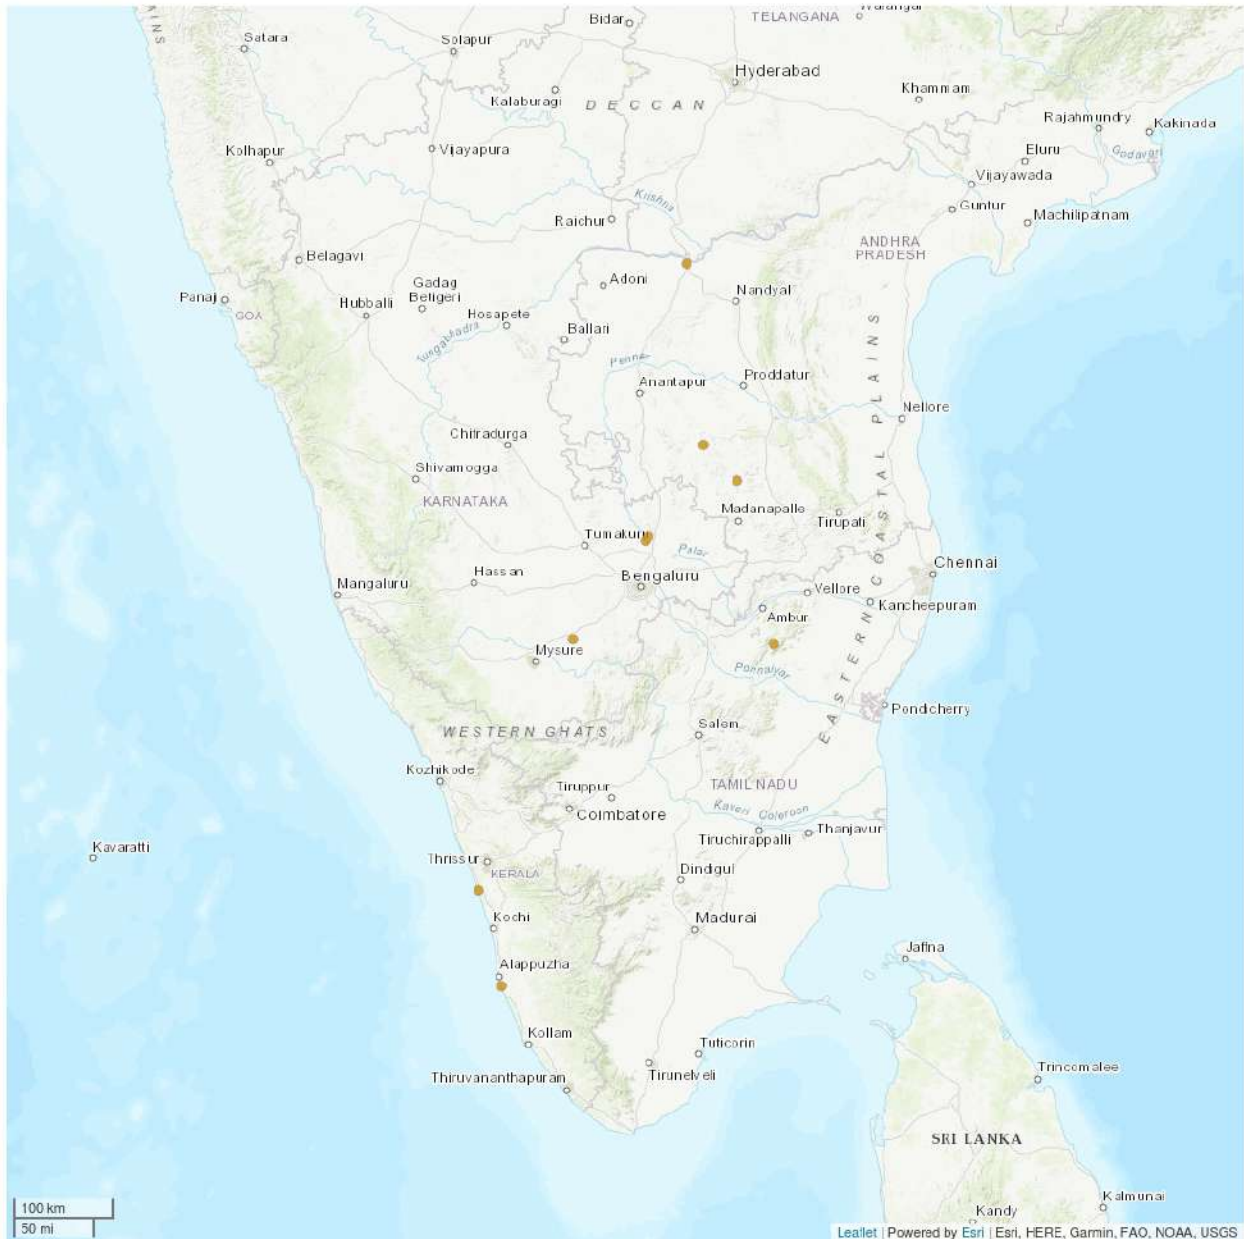 AINS
TELANGANA
Warangal
Bidar
Satara
Solapur
Hyderabad
Kalaburagi
DECCAN
Khammam
Rajahmundry
Kakinada
Kolhapur
Vijayapura
Eluru
Godavari
Vijayawada
Krishna
Guntur
Machilipatnam
Raichur
ANDHRA
PRADESH
Belagavi
Adoni
Gadag
Betigeri
Nandyal
Panaji
GOA
Hubballi
Hosapete
Ballari
Tungabhadra
Penner
Anantapur
Proddatur
Nellore
EASTERN COASTAL PLAINS
Chitradurga
Shivamogga
KARNATAKA
Madanapalle
Tirupati
Tumakuru
Palar
Chennai
Hassan
Bengaluru
Vellore
Mangaluru
Kancheepuram
Ambur
Mysure
Ponnaiyar
Pondicherry
Salem
WESTERN GHATS
Kozhikode
Tiruppur
TAMIL NADU
Coimbatore
Kaveri Coleroon
Tiruchirappalli
Thanjavur
Kavaratti
Thrissur
KERALA
Dindigul
Kochi
Madurai
Jaffna
Alappuzha
Kollam
Tuticorin
Thiruvananthapuram
Tirunelveli
Trincomalee
SRI LANKA
Kalmunai
Kandy
100 km
50 mi
Leaflet | Powered by Esri | Esri, HERE, Garmin, FAO, NOAA, USGS